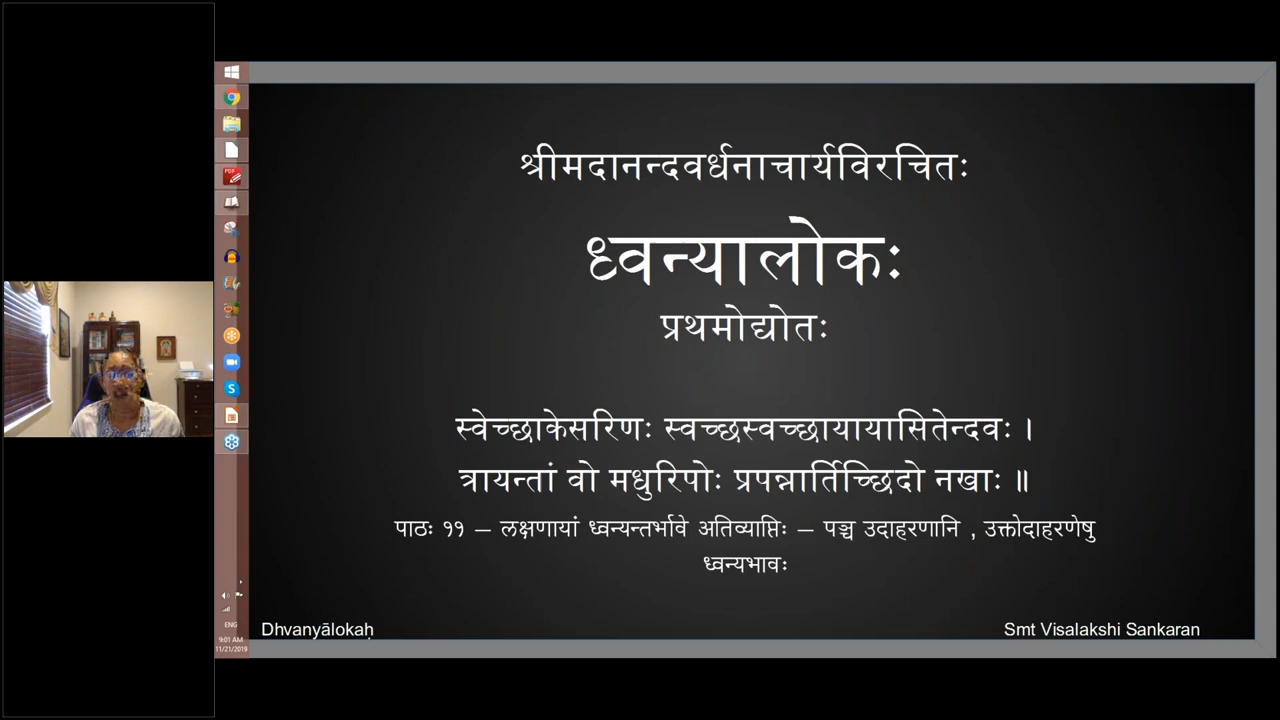 श्रीमदानन्दवर्धनाचार्यविरचितः
ध्वन्यालोकः
प्रथमोद्योतः
स्वेच्छाकेसरिणः स्वच्छस्वच्छायायासितेन्दवः ।
त्रायन्तां वो मधुरिपोः प्रपन्नार्तिच्छिदो नखाः ॥
पाठः ११ – लक्षणायां ध्वन्यन्तर्भावे अतिव्याप्तिः – पञ्च उदाहरणानि , उक्तोदाहरणेषु
ध्वन्यभावः
Dhvanyālokaḥ
Smt Visalakshi Sankaran
PDF
ENG
9:01 AM
11/21/2019